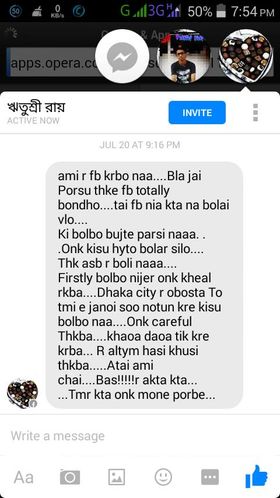 0 KB/s G 3G H 50% 7:54 PM
apps.opera.co
ঋতুশ্রী রায়
ACTIVE NOW
INVITE
JUL 20 AT 9:16 PM
ami r fb krbo naa....Bla jai
Porsu thke fb totally
bondho....tai fb nia kta na bolai
vlo....
Ki bolbo bujte parsi naaa. .
. .Onk kisu hyto bolar silo....
Thk asb r boli naaa....
Firstly bolbo nijer onk kheal
rkba....Dhaka city r obosta To
tmi e janoi soo notun kre kisu
bolbo naa....Onk careful
Thkba....khaoa daoa tik kre
krba... R altym hasi khusi
thkba.....Atai ami
chai....Bas!!!!!r akta kta...
...Tmr kta onk mone porbe...
Write a message
Aa